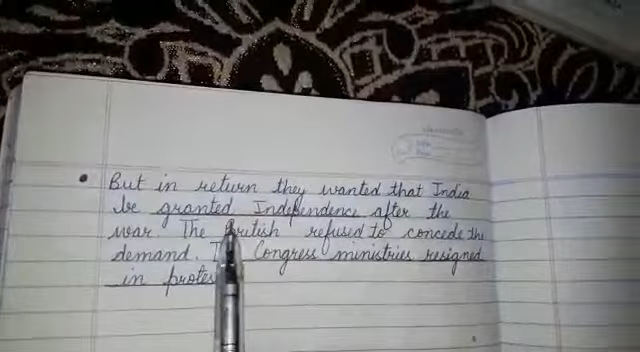 But in return they wanted that India
be granted Independence after the
war. The British refused to concede the
demand. Congress ministries resigned
in